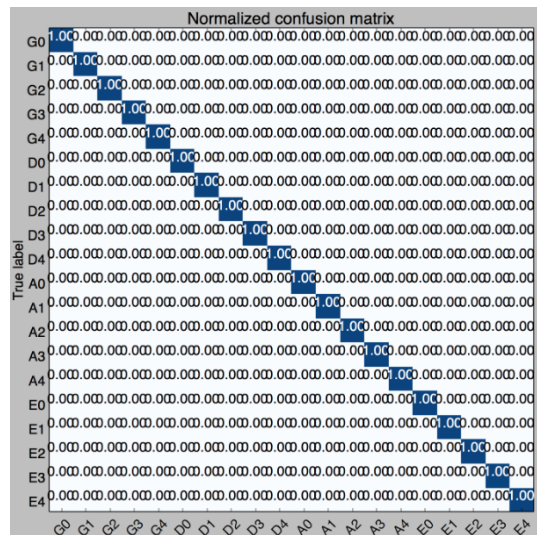 Normalized confusion matrix
G0 1.00 0.00 0.00 0.00 0.00 0.00 0.00 0.00 0.00 0.00 0.00 0.00 0.00 0.00 0.00 0.00 0.00 0.00 0.00 0.00
G1 0.00 1.00 0.00 0.00 0.00 0.00 0.00 0.00 0.00 0.00 0.00 0.00 0.00 0.00 0.00 0.00 0.00 0.00 0.00 0.00
G2 0.00 0.00 1.00 0.00 0.00 0.00 0.00 0.00 0.00 0.00 0.00 0.00 0.00 0.00 0.00 0.00 0.00 0.00 0.00 0.00
G3 0.00 0.00 0.00 1.00 0.00 0.00 0.00 0.00 0.00 0.00 0.00 0.00 0.00 0.00 0.00 0.00 0.00 0.00 0.00 0.00
G4 0.00 0.00 0.00 0.00 1.00 0.00 0.00 0.00 0.00 0.00 0.00 0.00 0.00 0.00 0.00 0.00 0.00 0.00 0.00 0.00
D0 0.00 0.00 0.00 0.00 0.00 1.00 0.00 0.00 0.00 0.00 0.00 0.00 0.00 0.00 0.00 0.00 0.00 0.00 0.00 0.00
D1 0.00 0.00 0.00 0.00 0.00 0.00 1.00 0.00 0.00 0.00 0.00 0.00 0.00 0.00 0.00 0.00 0.00 0.00 0.00 0.00
D2 0.00 0.00 0.00 0.00 0.00 0.00 0.00 1.00 0.00 0.00 0.00 0.00 0.00 0.00 0.00 0.00 0.00 0.00 0.00 0.00
D3 0.00 0.00 0.00 0.00 0.00 0.00 0.00 0.00 1.00 0.00 0.00 0.00 0.00 0.00 0.00 0.00 0.00 0.00 0.00 0.00
D4 0.00 0.00 0.00 0.00 0.00 0.00 0.00 0.00 0.00 1.00 0.00 0.00 0.00 0.00 0.00 0.00 0.00 0.00 0.00 0.00
True label
A0 0.00 0.00 0.00 0.00 0.00 0.00 0.00 0.00 0.00 0.00 1.00 0.00 0.00 0.00 0.00 0.00 0.00 0.00 0.00 0.00
A1 0.00 0.00 0.00 0.00 0.00 0.00 0.00 0.00 0.00 0.00 0.00 1.00 0.00 0.00 0.00 0.00 0.00 0.00 0.00 0.00
A2 0.00 0.00 0.00 0.00 0.00 0.00 0.00 0.00 0.00 0.00 0.00 0.00 1.00 0.00 0.00 0.00 0.00 0.00 0.00 0.00
A3 0.00 0.00 0.00 0.00 0.00 0.00 0.00 0.00 0.00 0.00 0.00 0.00 0.00 1.00 0.00 0.00 0.00 0.00 0.00 0.00
A4 0.00 0.00 0.00 0.00 0.00 0.00 0.00 0.00 0.00 0.00 0.00 0.00 0.00 0.00 1.00 0.00 0.00 0.00 0.00 0.00
E0 0.00 0.00 0.00 0.00 0.00 0.00 0.00 0.00 0.00 0.00 0.00 0.00 0.00 0.00 0.00 1.00 0.00 0.00 0.00 0.00
E1 0.00 0.00 0.00 0.00 0.00 0.00 0.00 0.00 0.00 0.00 0.00 0.00 0.00 0.00 0.00 0.00 1.00 0.00 0.00 0.00
E2 0.00 0.00 0.00 0.00 0.00 0.00 0.00 0.00 0.00 0.00 0.00 0.00 0.00 0.00 0.00 0.00 0.00 1.00 0.00 0.00
E3 0.00 0.00 0.00 0.00 0.00 0.00 0.00 0.00 0.00 0.00 0.00 0.00 0.00 0.00 0.00 0.00 0.00 0.00 1.00 0.00
E4 0.00 0.00 0.00 0.00 0.00 0.00 0.00 0.00 0.00 0.00 0.00 0.00 0.00 0.00 0.00 0.00 0.00 0.00 0.00 1.00
G0 G1 G2 G3 G4 D0 D1 D2 D3 D4 A0 A1 A2 A3 A4 E0 E1 E2 E3 E4